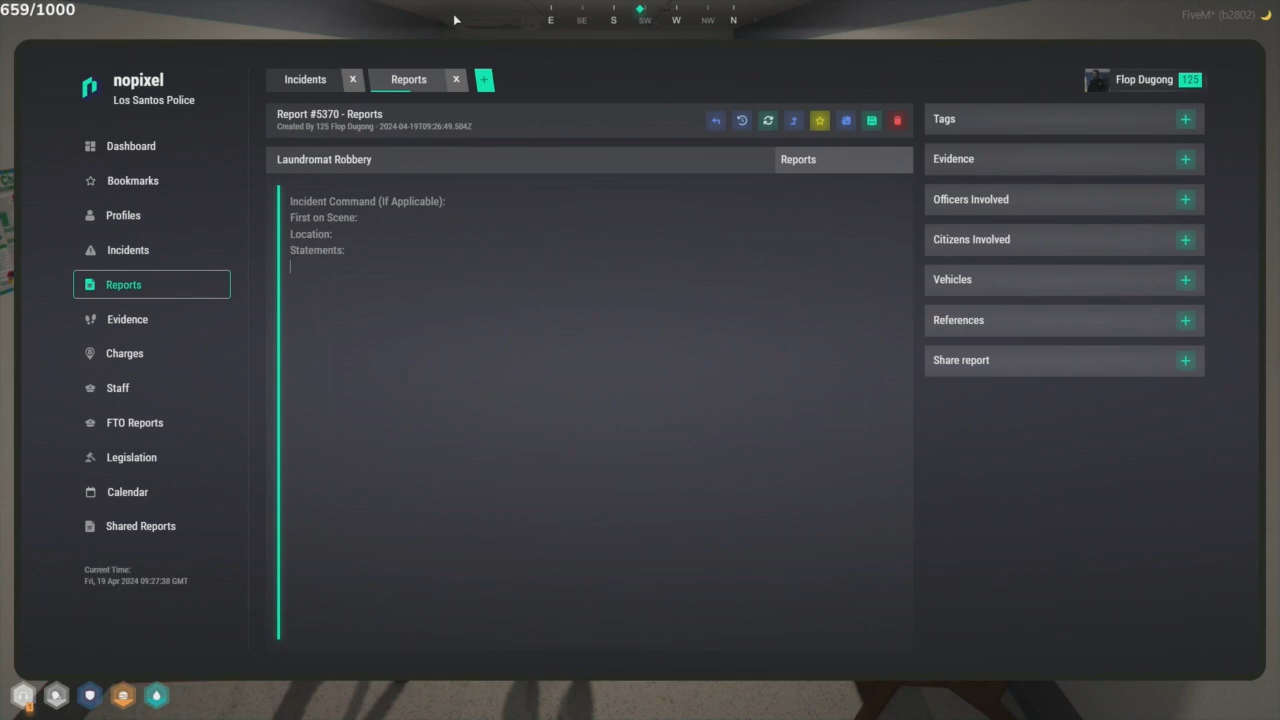 659/1000
E SE S SW W NW N
FiveM* (b2802)
nopixel
Los Santos Police
Incidents x Reports x +
Flop Dugong 125
Report #5370 - Reports
Created By 125 Flop Dugong - 2024-04-19T09:26:49.504Z
Laundromat Robbery
Reports
Incident Command (If Applicable):
First on Scene:
Location:
Statements:
Dashboard
Bookmarks
Profiles
Incidents
Reports
Evidence
Charges
Staff
FTO Reports
Legislation
Calendar
Shared Reports
Current Time:
Fri, 19 Apr 2024 09:27:38 GMT
Tags +
Evidence +
Officers Involved +
Citizens Involved +
Vehicles +
References +
Share report +